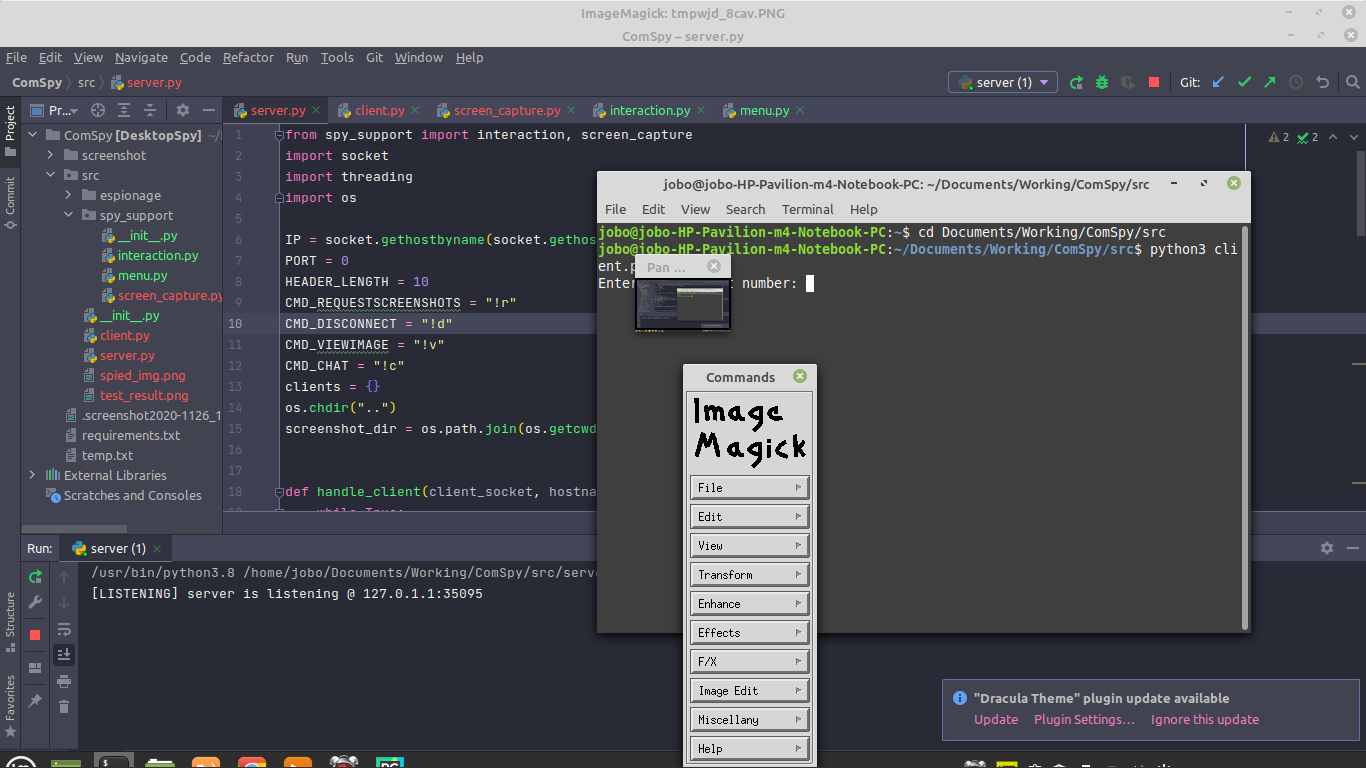 ImageMagick: tmpwjd_8cav.PNG
ComSpy – server.py
File Edit View Navigate Code Refactor Run Tools Git Window Help
ComSpy src server.py
server (1)
Git:
Project
Commit
Structure
Favorites
Pr...
server.py
client.py
screen_capture.py
interaction.py
menu.py
ComSpy [DesktopSpy] ~/
screenshot
src
espionage
spy_support
__init__.py
interaction.py
menu.py
screen_capture.py
__init__.py
client.py
server.py
spied_img.png
test_result.png
.screenshot2020-1126_1
requirements.txt
temp.txt
External Libraries
Scratches and Consoles
1 from spy_support import interaction, screen_capture
2 import socket
3 import threading
4 import os
5
6 IP = socket.gethostbyname(socket.gethos
7 PORT = 0
8 HEADER_LENGTH = 10
9 CMD_REQUESTSCREENSHOTS = "!r"
10 CMD_DISCONNECT = "!d"
11 CMD_VIEWIMAGE = "!v"
12 CMD_CHAT = "!c"
13 clients = {}
14 os.chdir("..")
15 screenshot_dir = os.path.join(os.getcwd
16
17
18 def handle_client(client_socket, hostna
19 while True:
2 2
jobo@jobo-HP-Pavilion-m4-Notebook-PC: ~/Documents/Working/ComSpy/src
File Edit View Search Terminal Help
jobo@jobo-HP-Pavilion-m4-Notebook-PC:~$ cd Documents/Working/ComSpy/src
jobo@jobo-HP-Pavilion-m4-Notebook-PC:~/Documents/Working/ComSpy/src$ python3 cli
ent.p
Enter t number:
Pan ...
Commands
Image
Magick
File
Edit
View
Transform
Enhance
Effects
F/X
Image Edit
Miscellany
Help
Run: server (1)
/usr/bin/python3.8 /home/jobo/Documents/Working/ComSpy/src/serv
[LISTENING] server is listening @ 127.0.1.1:35095
"Dracula Theme" plugin update available
Update Plugin Settings... Ignore this update